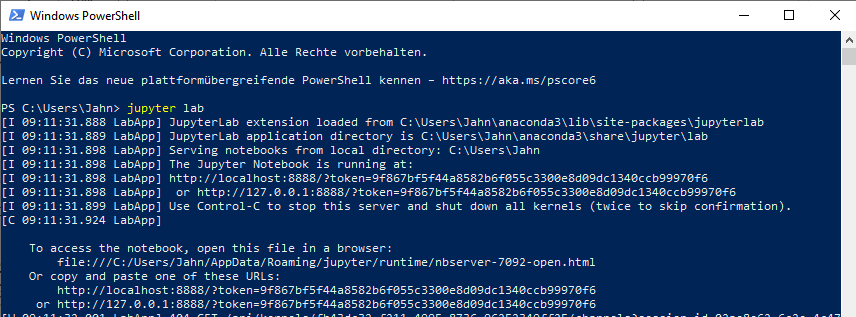 Windows PowerShell
Windows PowerShell
Copyright (C) Microsoft Corporation. Alle Rechte vorbehalten.
Lernen Sie das neue plattformübergreifende PowerShell kennen – https://aka.ms/pscore6
PS C:\Users\Jahn> jupyter lab
[I 09:11:31.888 LabApp] JupyterLab extension loaded from C:\Users\Jahn\anaconda3\lib\site-packages\jupyterlab
[I 09:11:31.889 LabApp] JupyterLab application directory is C:\Users\Jahn\anaconda3\share\jupyter\lab
[I 09:11:31.898 LabApp] Serving notebooks from local directory: C:\Users\Jahn
[I 09:11:31.898 LabApp] The Jupyter Notebook is running at:
[I 09:11:31.898 LabApp] http://localhost:8888/?token=9f867bf5f44a8582b6f055c3300e8d09dc1340ccb99970f6
[I 09:11:31.898 LabApp]  or http://127.0.0.1:8888/?token=9f867bf5f44a8582b6f055c3300e8d09dc1340ccb99970f6
[I 09:11:31.899 LabApp] Use Control-C to stop this server and shut down all kernels (twice to skip confirmation).
[C 09:11:31.924 LabApp]
To access the notebook, open this file in a browser:
file:///C:/Users/Jahn/AppData/Roaming/jupyter/runtime/nbserver-7092-open.html
Or copy and paste one of these URLs:
http://localhost:8888/?token=9f867bf5f44a8582b6f055c3300e8d09dc1340ccb99970f6
or http://127.0.0.1:8888/?token=9f867bf5f44a8582b6f055c3300e8d09dc1340ccb99970f6